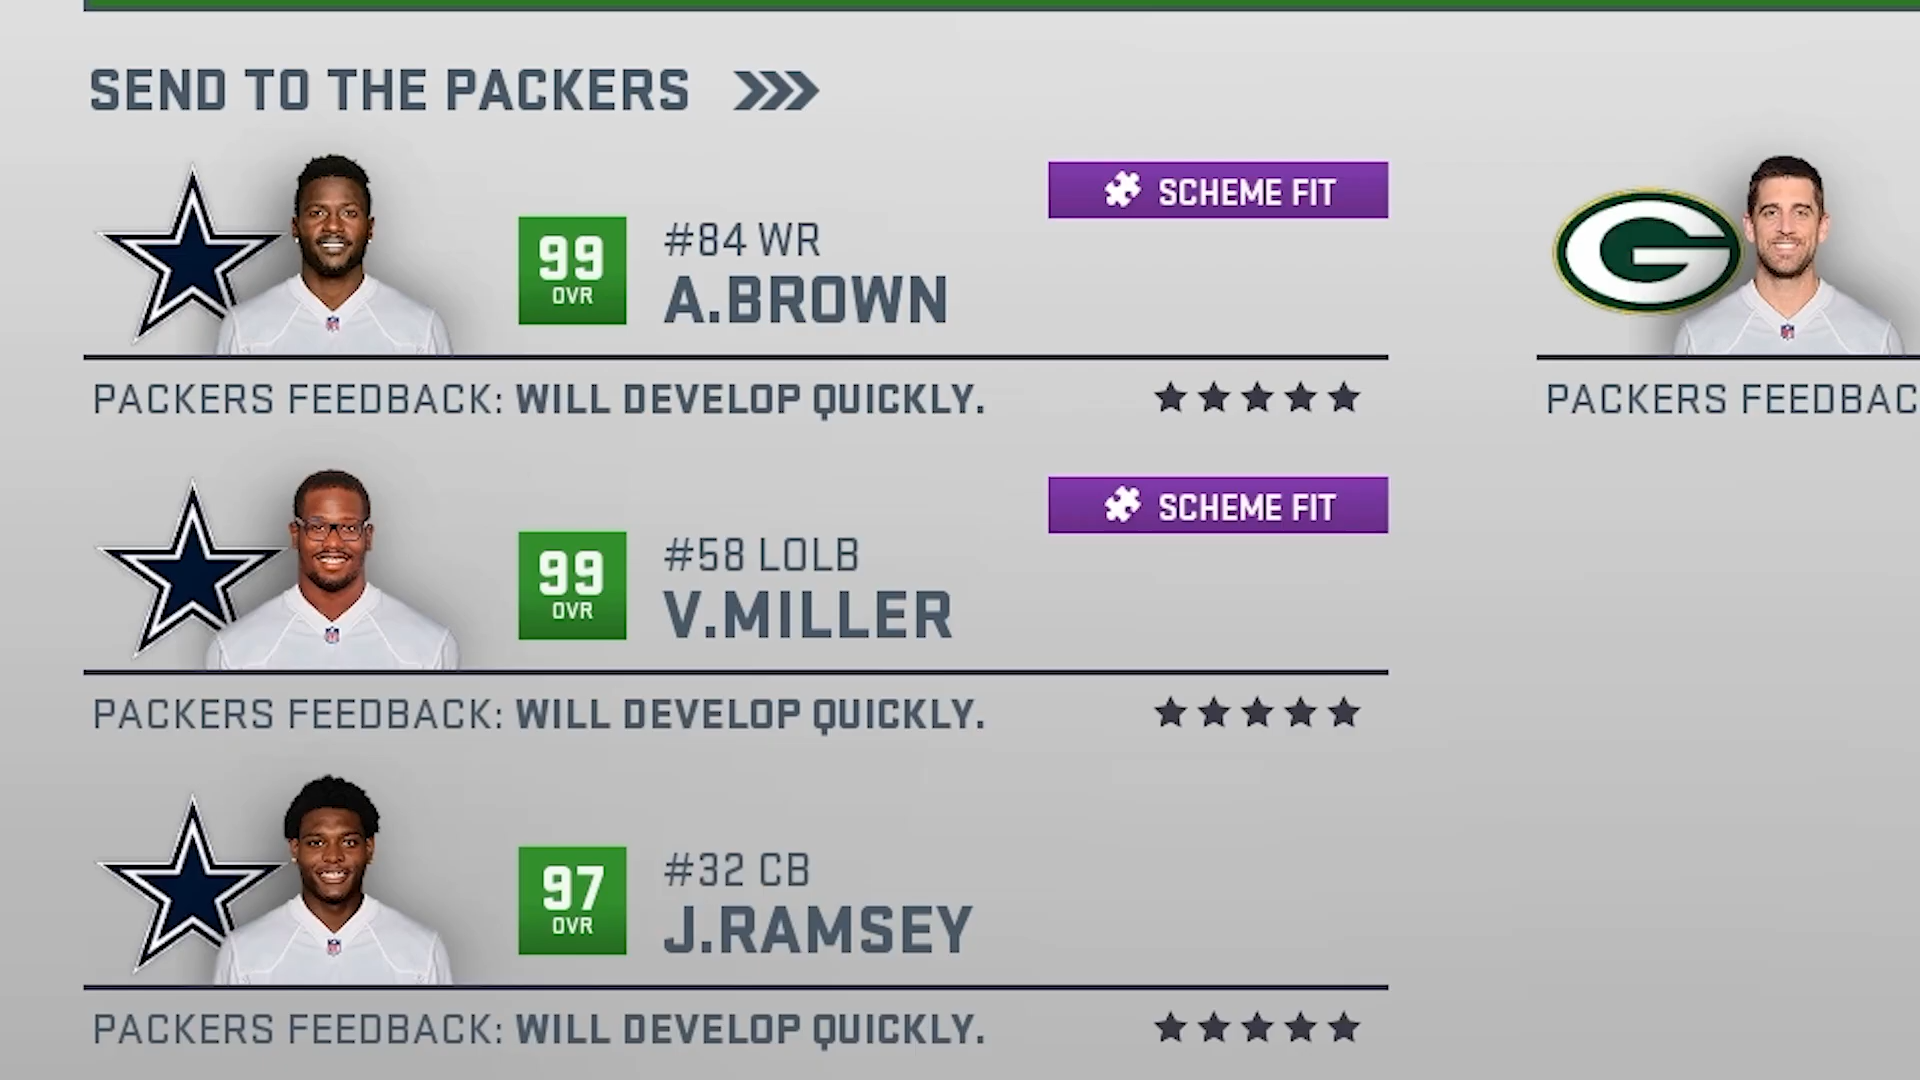 SEND TO THE PACKERS
SCHEME FIT
99
OVR
#84 WR
A.BROWN
PACKERS FEEDBACK: WILL DEVELOP QUICKLY.
G
PACKERS FEEDBAC
SCHEME FIT
99
OVR
#58 LOLB
V.MILLER
PACKERS FEEDBACK: WILL DEVELOP QUICKLY.
97
OVR
#32 CB
J.RAMSEY
PACKERS FEEDBACK: WILL DEVELOP QUICKLY.